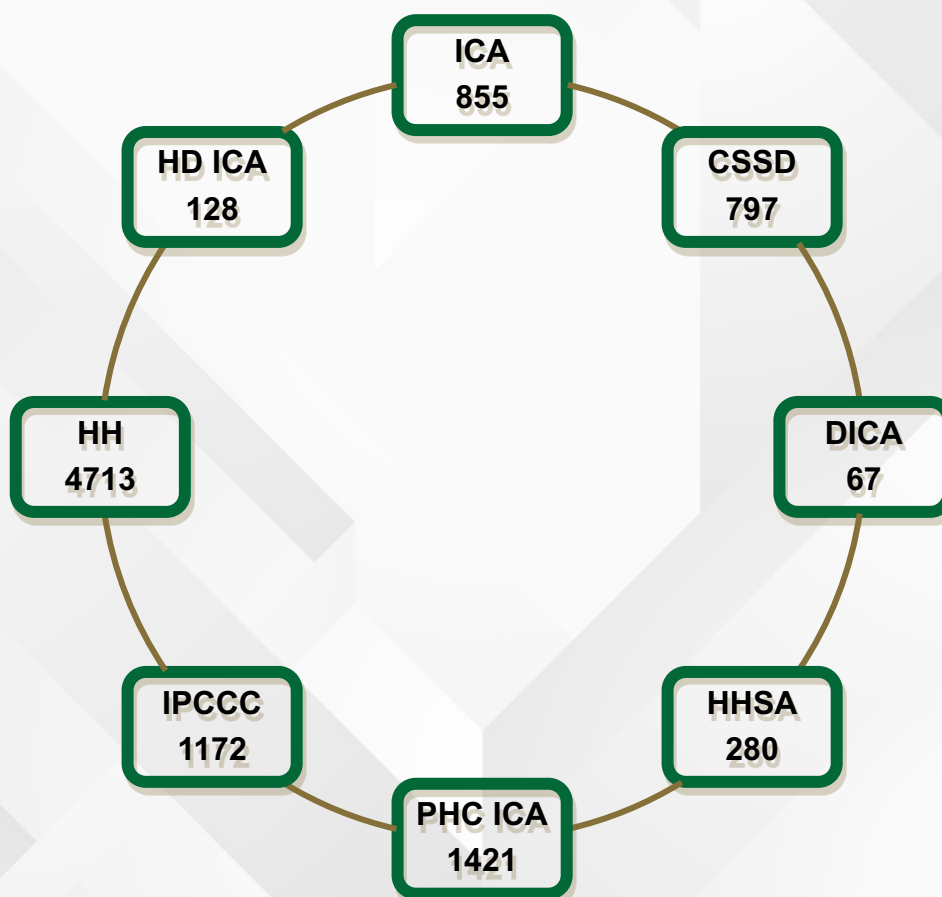 ICA
855
CSSD
797
DICA
67
HHSA
280
PHC ICA
1421
IPCCC
1172
HH
4713
HD ICA
128